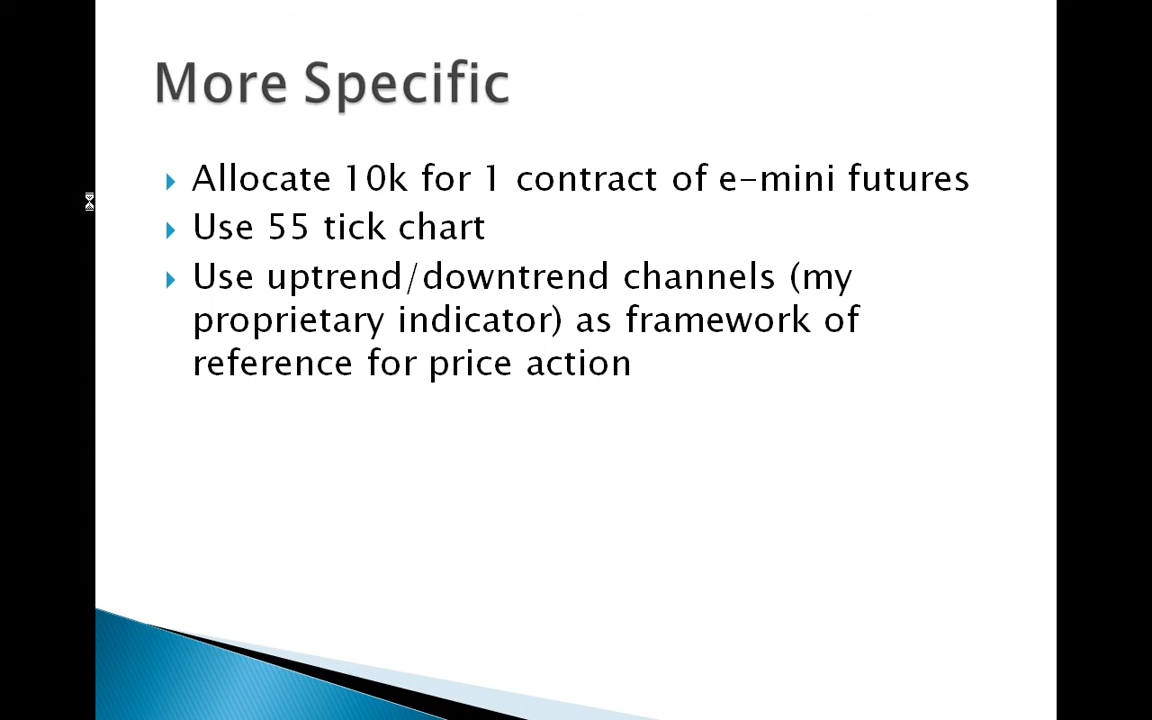 More Specific
Allocate 10k for 1 contract of e-mini futures
Use 55 tick chart
Use uptrend/downtrend channels (my
proprietary indicator) as framework of
reference for price action